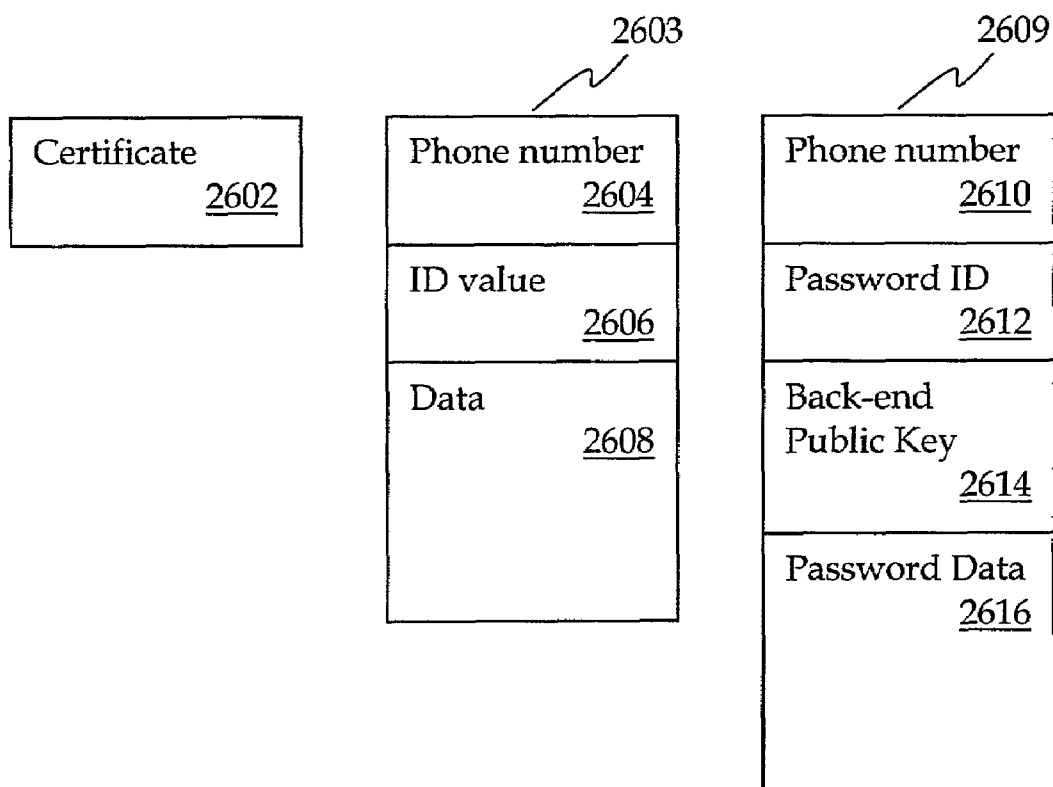 2603
2609
Certificate
2602
Phone number
2604
ID value
2606
Data
2608
Phone number
2610
Password ID
2612
Back-end
Public Key
2614
Password Data
2616